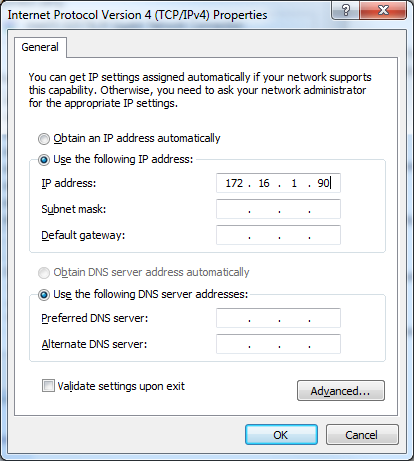 Internet Protocol Version 4 (TCP/IPv4) Properties
General
You can get IP settings assigned automatically if your network supports
this capability. Otherwise, you need to ask your network administrator
for the appropriate IP settings.
Obtain an IP address automatically
Use the following IP address:
IP address: 172 . 16 . 1 . 90
Subnet mask: . . .
Default gateway: . . .
Obtain DNS server address automatically
Use the following DNS server addresses:
Preferred DNS server: . . .
Alternate DNS server: . . .
Validate settings upon exit
Advanced...
OK Cancel